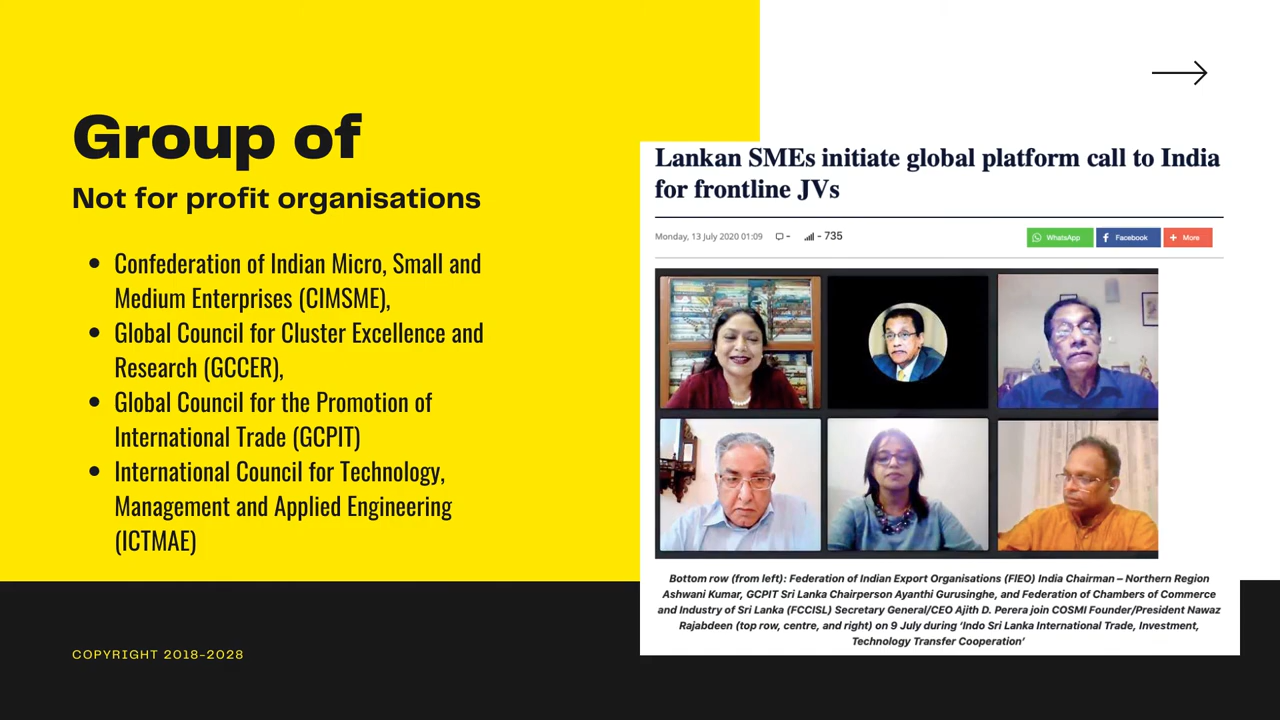 Group of
Not for profit organisations
• Confederation of Indian Micro, Small and
Medium Enterprises (CIMSME),
• Global Council for Cluster Excellence and
Research (GCCER),
• Global Council for the Promotion of
International Trade (GCPIT)
• International Council for Technology,
Management and Applied Engineering
(ICTMAE)
COPYRIGHT 2018-2028
Lankan SMEs initiate global platform call to India
for frontline JVs
Monday, 13 July 2020 01:09 - - 735 WhatsApp Facebook More
Bottom row (from left): Federation of Indian Export Organisations (FIEO) India Chairman – Northern Region
Ashwani Kumar, GCPIT Sri Lanka Chairperson Ayanthi Gurusinghe, and Federation of Chambers of Commerce
and Industry of Sri Lanka (FCCISL) Secretary General/CEO Ajith D. Perera join COSMI Founder/President Nawaz
Rajabdeen (top row, centre, and right) on 9 July during ‘Indo Sri Lanka International Trade, Investment,
Technology Transfer Cooperation’